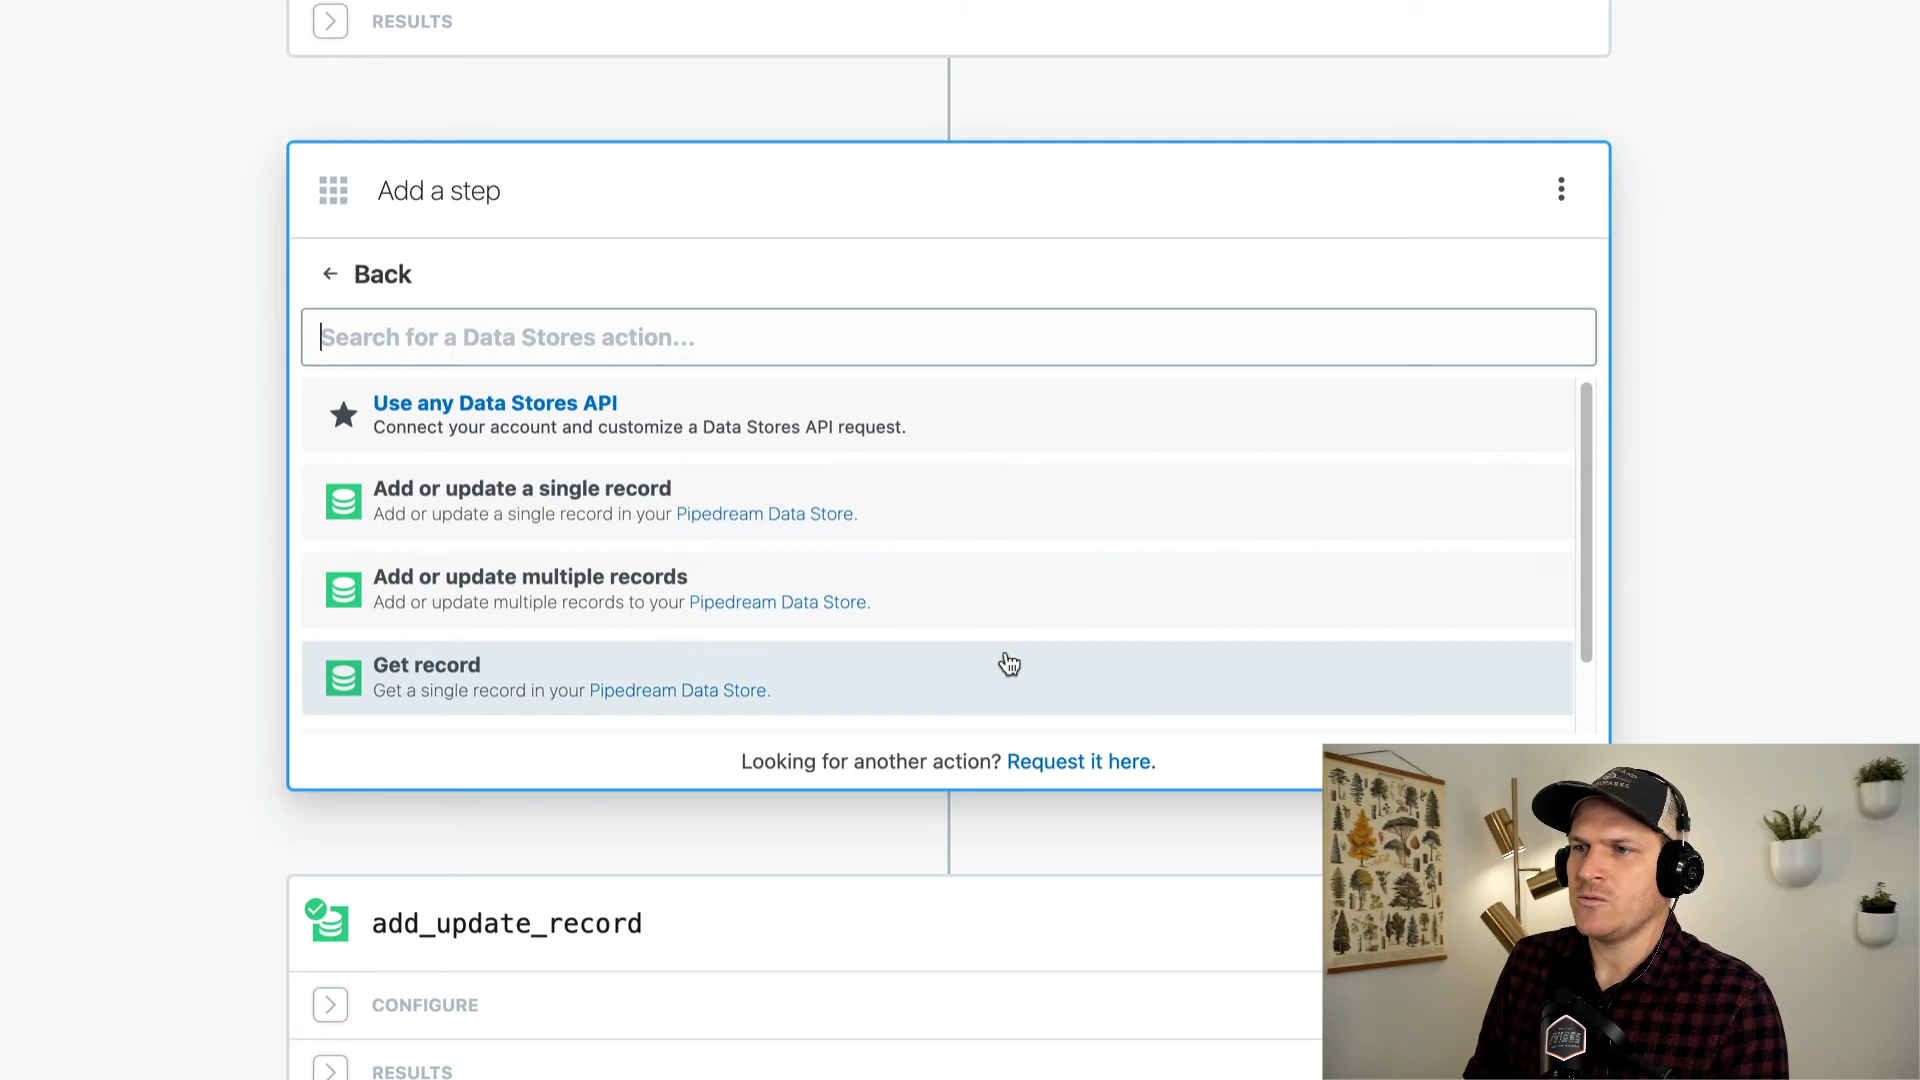 RESULTS
Add a step
Back
Search for a Data Stores action...
Use any Data Stores API
Connect your account and customize a Data Stores API request.
Add or update a single record
Add or update a single record in your Pipedream Data Store.
Add or update multiple records
Add or update multiple records to your Pipedream Data Store.
Get record
Get a single record in your Pipedream Data Store.
Looking for another action? Request it here.
add_update_record
CONFIGURE
RESULTS